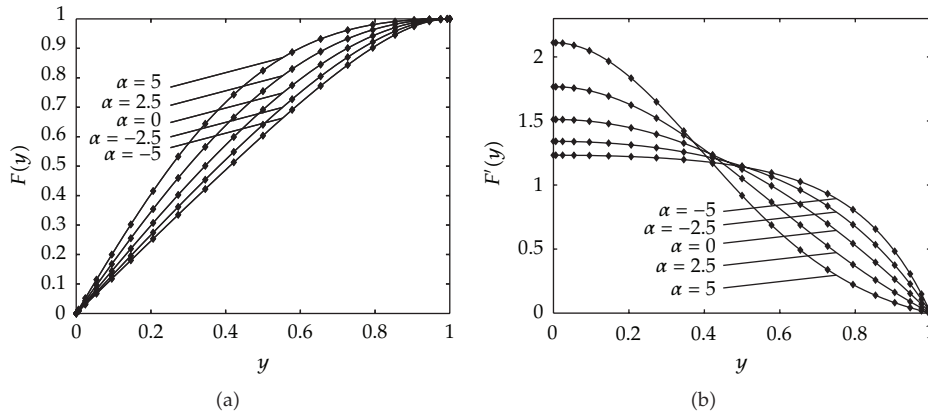 1
0.9
0.8
0.7
0.6
0.5
0.4
0.3
0.2
0.1
0
F(y)
α = 5
α = 2.5
α = 0
α = −2.5
α = −5
0 0.2 0.4 0.6 0.8 1
y
(a)
2
1.5
1
0.5
0
F′(y)
α = −5
α = −2.5
α = 0
α = 2.5
α = 5
0 0.2 0.4 0.6 0.8 1
y
(b)